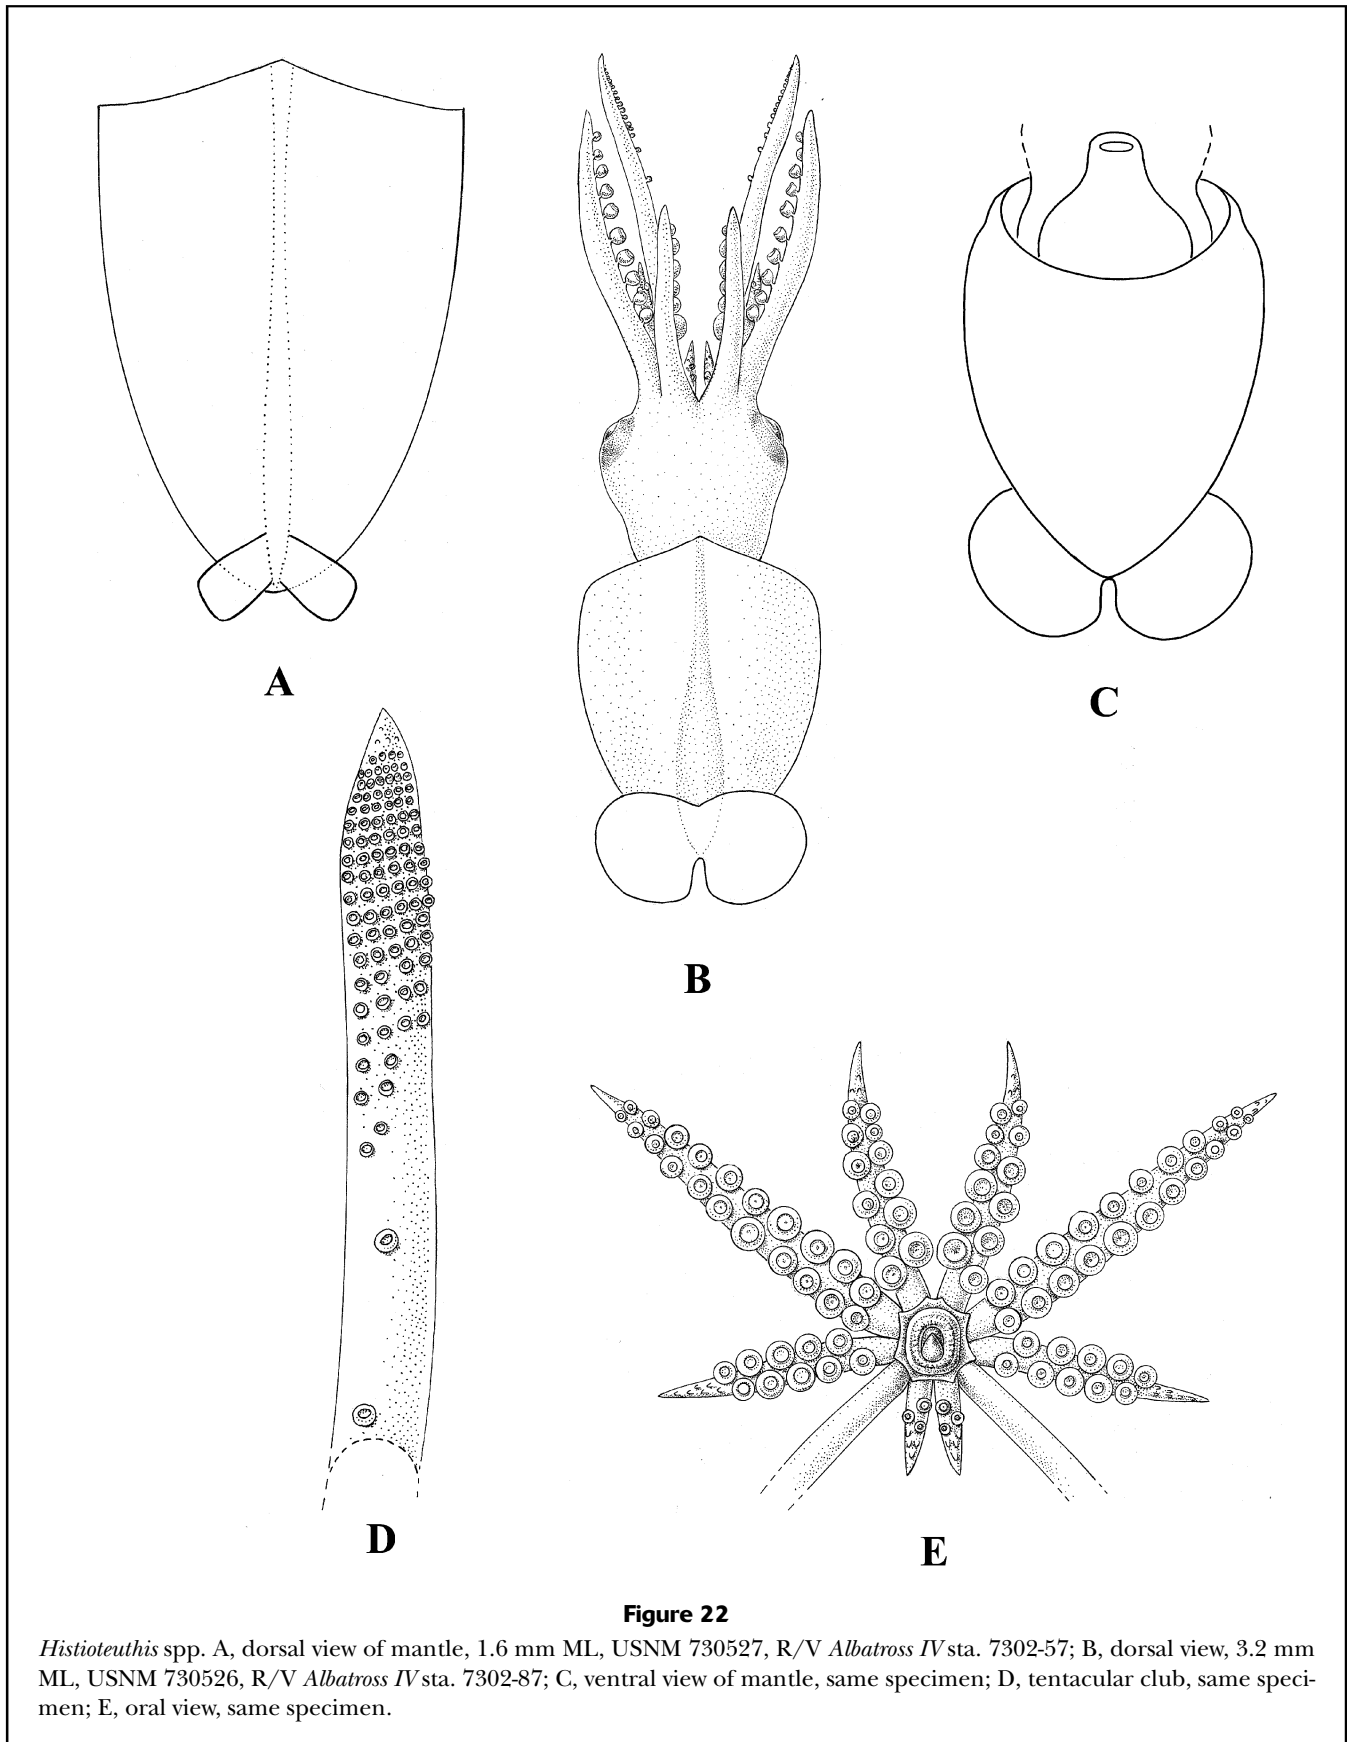 A
C
B
D
E
Figure 22
Histioteuthis spp. A, dorsal view of mantle, 1.6 mm ML, USNM 730527, R/V Albatross IV sta. 7302-57; B, dorsal view, 3.2 mm
ML, USNM 730526, R/V Albatross IV sta. 7302-87; C, ventral view of mantle, same specimen; D, tentacular club, same speci-
men; E, oral view, same specimen.